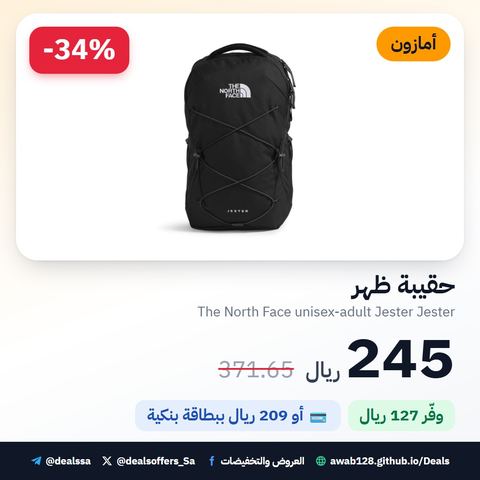 -34%
أمازون
THE
NORTH
FACE
JESTER
حقيبة ظهر
The North Face unisex-adult Jester Jester
245 ريال 371.65
وفّر 127 ريال
💳 أو 209 ريال ببطاقة بنكية
@dealssa @dealsoffers_Sa العروض والتخفيضات awab128.github.io/Deals